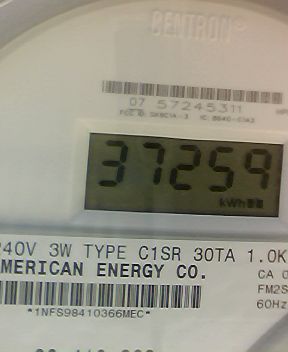 CENTRON®
07 57245311
37259
kWh
240V 3W TYPE C1SR 30TA 1.0K
AMERICAN ENERGY CO.
CA 0
FM2S
60Hz
*1NFS98410366MEC*